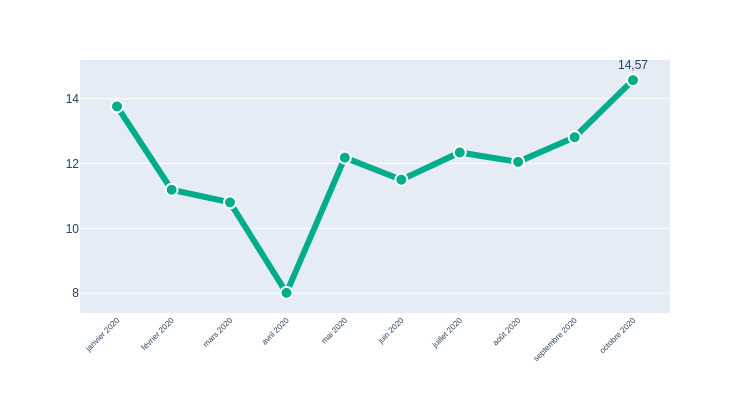 14,57
14
12
10
8
janvier 2020
février 2020
mars 2020
avril 2020
mai 2020
juin 2020
juillet 2020
août 2020
septembre 2020
octobre 2020